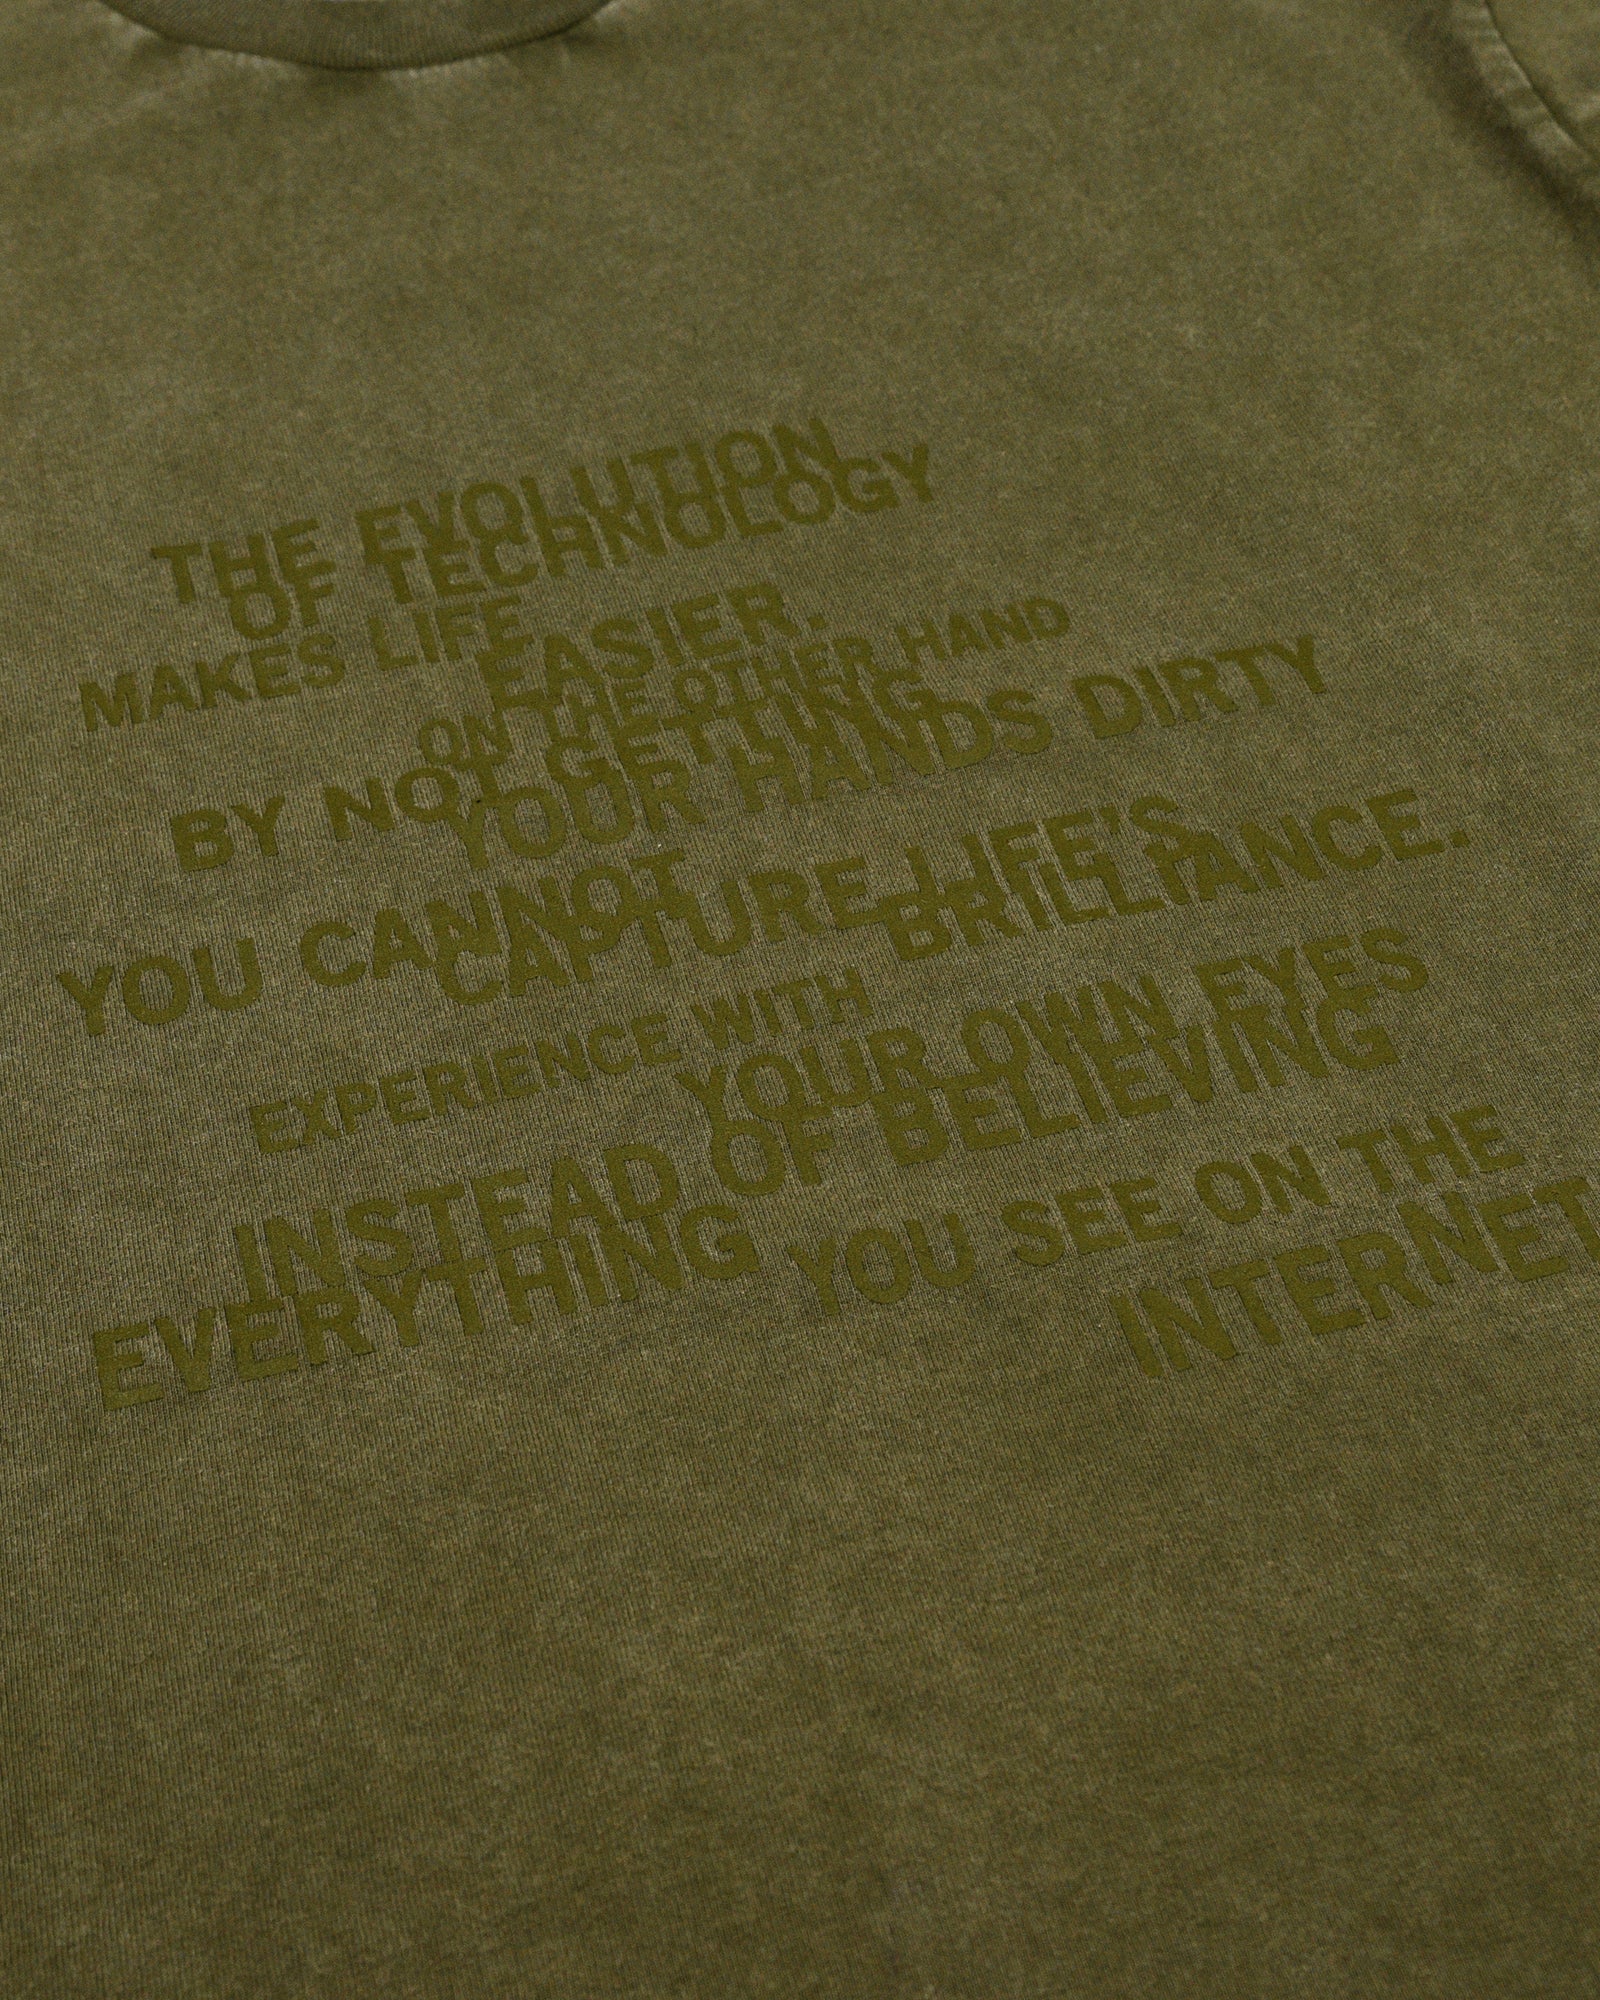 THE EVOLUTION
OF TECHNOLOGY
MAKES LIFE
EASIER.
ON THE OTHER HAND
BY NOT GETTING
YOUR HANDS DIRTY
YOU CANNOT
CAPTURE LIFE'S
BRILLIANCE.
EXPERIENCE WITH
YOUR OWN EYES
INSTEAD OF BELIEVING
EVERYTHING YOU SEE ON THE
INTERNET